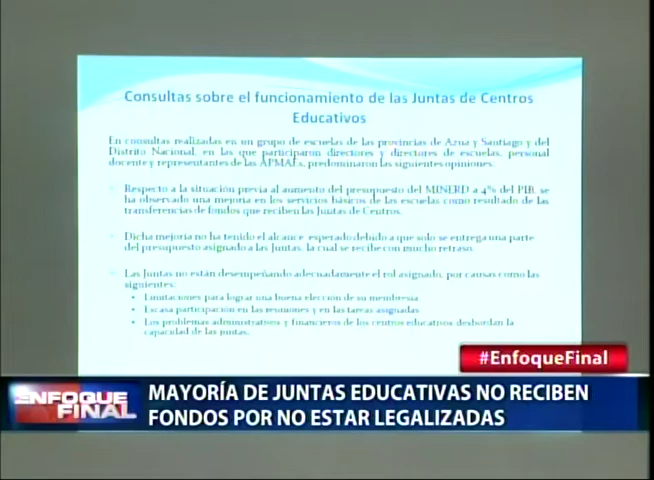 Consultas sobre el funcionamiento de las Juntas de Centros
Educativos
En consultas realizadas en un grupo de escuelas de las provincias de Azua y Santiago y del
Distrito Nacional, en las que participaron directores y directores de escuelas, personal
docente y representantes de las APMAEs, predominaron las siguientes opiniones.
Respecto a la situación previa al aumento del presupuesto del MINERD a 4% del PIB, se
ha observado una mejoría en los servicios básicos de las escuelas como resultado de las
transferencias de fondos que reciben las Juntas de Centros.
Dicha mejoría no ha tenido el alcance esperado debido a que solo se entrega una parte
del presupuesto asignado a las Juntas, la cual se recibe con mucho retraso.
Las Juntas no están desempeñando adecuadamente el rol asignado, por causas como las
siguientes:
• Limitaciones para lograr una buena elección de su membresía
• Escasa participación en las reuniones y en las tareas asignadas.
• Los problemas administrativos y financieros de los centros educativos desbordan la
capacidad de las juntas.
#EnfoqueFinal
ENFOQUE
FINAL
MAYORÍA DE JUNTAS EDUCATIVAS NO RECIBEN
FONDOS POR NO ESTAR LEGALIZADAS